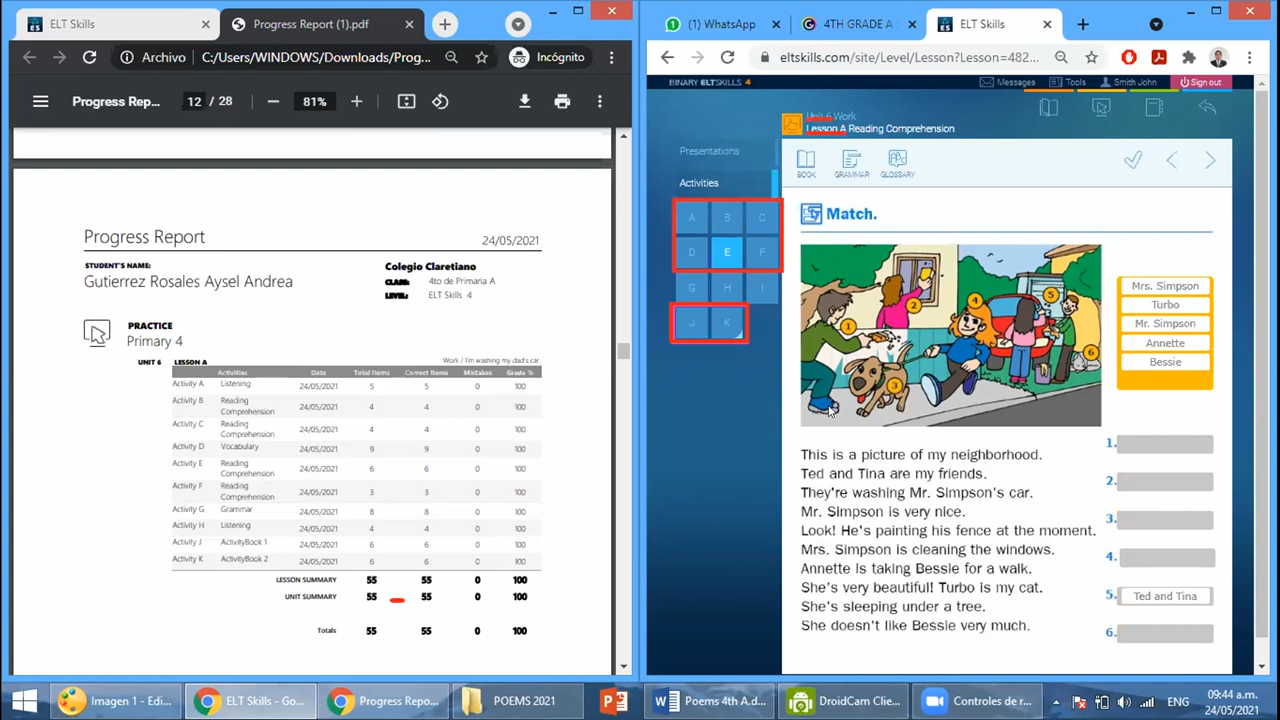 ELT Skills
Progress Report (1).pdf
Archivo
C:/Users/WINDOWS/Downloads/Prog...
Incógnito
Progress Rep...
12 / 28
81%
Progress Report
24/05/2021
STUDENT'S NAME:
Gutierrez Rosales Aysel Andrea
Colegio Claretiano
CLASS: 4to de Primaria A
LEVEL: ELT Skills 4
PRACTICE
Primary 4
UNIT 6 LESSON A Work / I'm washing my dad's car.
Activities Date Total Items Correct Items Mistakes Grade %
Activity A Listening 24/05/2021 5 5 0 100
Activity B Reading Comprehension 24/05/2021 4 4 0 100
Activity C Reading Comprehension 24/05/2021 4 4 0 100
Activity D Vocabulary 24/05/2021 9 9 0 100
Activity E Reading Comprehension 24/05/2021 6 6 0 100
Activity F Reading Comprehension 24/05/2021 3 3 0 100
Activity G Grammar 24/05/2021 8 8 0 100
Activity H Listening 24/05/2021 4 4 0 100
Activity J ActivityBook 1 24/05/2021 6 6 0 100
Activity K ActivityBook 2 24/05/2021 6 6 0 100
LESSON SUMMARY 55 55 0 100
UNIT SUMMARY 55 55 0 100
Totals 55 55 0 100
(1) WhatsApp
4TH GRADE A
ELT Skills
eltskills.com/site/Level/Lesson?Lesson=482...
BINARY ELTSKILLS 4
Messages
Tools
Smith John
Sign out
Unit 6 Work
Lesson A Reading Comprehension
Presentations
Activities
A B C
D E F
G H I
J K
BOOK
GRAMMAR
GLOSSARY
Match.
1
2
3
4
5
6
Mrs. Simpson
Turbo
Mr. Simpson
Annette
Bessie
This is a picture of my neighborhood.
Ted and Tina are my friends.
They're washing Mr. Simpson's car.
Mr. Simpson is very nice.
Look! He's painting his fence at the moment.
Mrs. Simpson is cleaning the windows.
Annette is taking Bessie for a walk.
She's very beautiful! Turbo is my cat.
She's sleeping under a tree.
She doesn't like Bessie very much.
1.
2.
3.
4.
5. Ted and Tina
6.
Imagen 1 - Edi...
ELT Skills - Go...
Progress Repo...
POEMS 2021
Poems 4th A.d...
DroidCam Clie...
Controles de r...
ENG
09:44 a.m.
24/05/2021